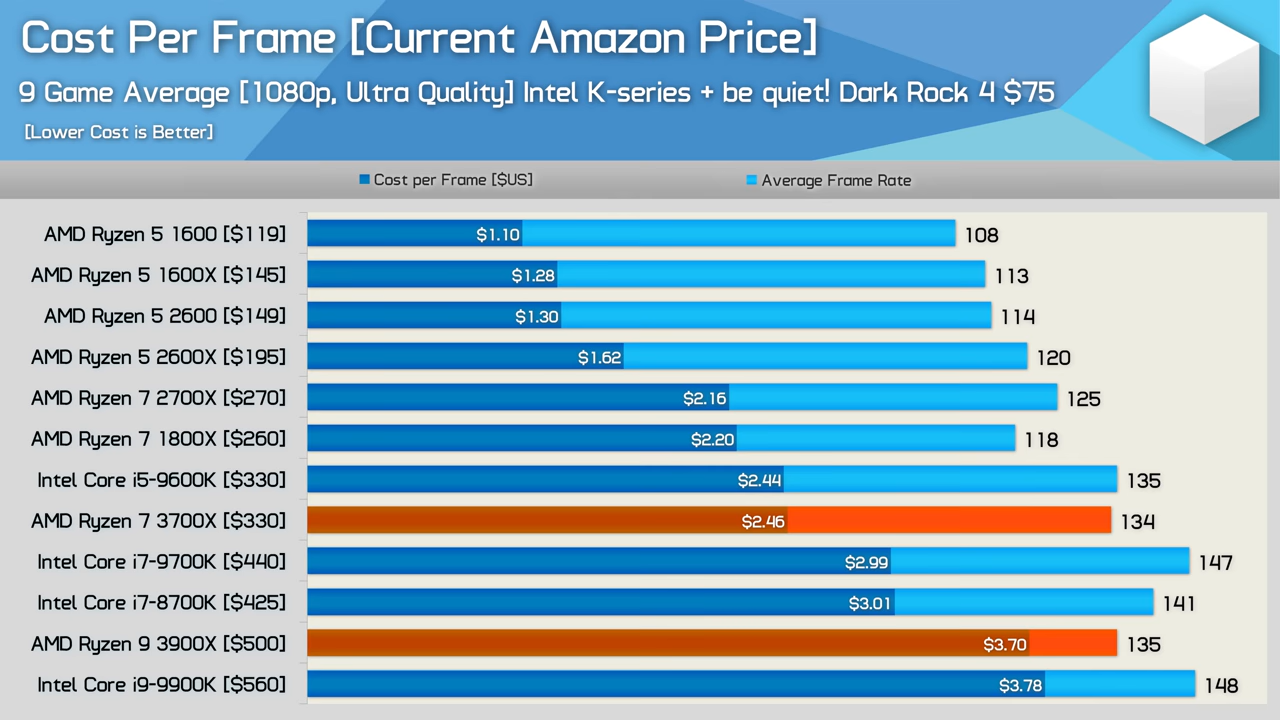 Cost Per Frame [Current Amazon Price]
9 Game Average [1080p, Ultra Quality] Intel K-series + be quiet! Dark Rock 4 $75
[Lower Cost is Better]
Cost per Frame [$US] Average Frame Rate
AMD Ryzen 5 1600 [$119] $1.10 108
AMD Ryzen 5 1600X [$145] $1.28 113
AMD Ryzen 5 2600 [$149] $1.30 114
AMD Ryzen 5 2600X [$195] $1.62 120
AMD Ryzen 7 2700X [$270] $2.16 125
AMD Ryzen 7 1800X [$260] $2.20 118
Intel Core i5-9600K [$330] $2.44 135
AMD Ryzen 7 3700X [$330] $2.46 134
Intel Core i7-9700K [$440] $2.99 147
Intel Core i7-8700K [$425] $3.01 141
AMD Ryzen 9 3900X [$500] $3.70 135
Intel Core i9-9900K [$560] $3.78 148